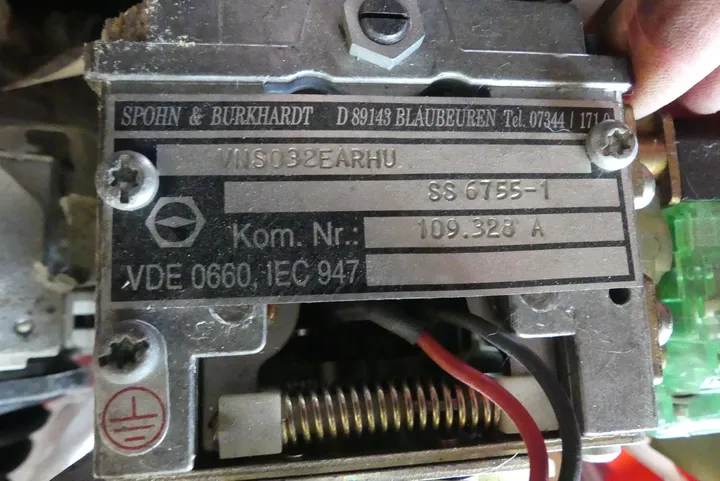 SPOHN & BURKHARDT D 89143 BLAUBEUREN Tel. 07344 / 171 0
VNSO32EARHU
SS 6755-1
Kom. Nr.: 109.328 A
VDE 0660, IEC 947